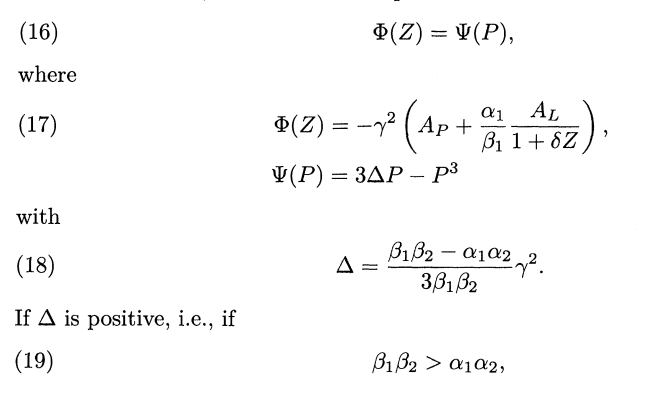 (16) Φ(Z) = Ψ(P),
where
(17) Φ(Z) = −γ² ( A_P + α₁/β₁ A_L/(1 + δZ) ),
Ψ(P) = 3ΔP − P³
with
(18) Δ = (β₁β₂ − α₁α₂)/(3β₁β₂) γ².
If Δ is positive, i.e., if
(19) β₁β₂ > α₁α₂,